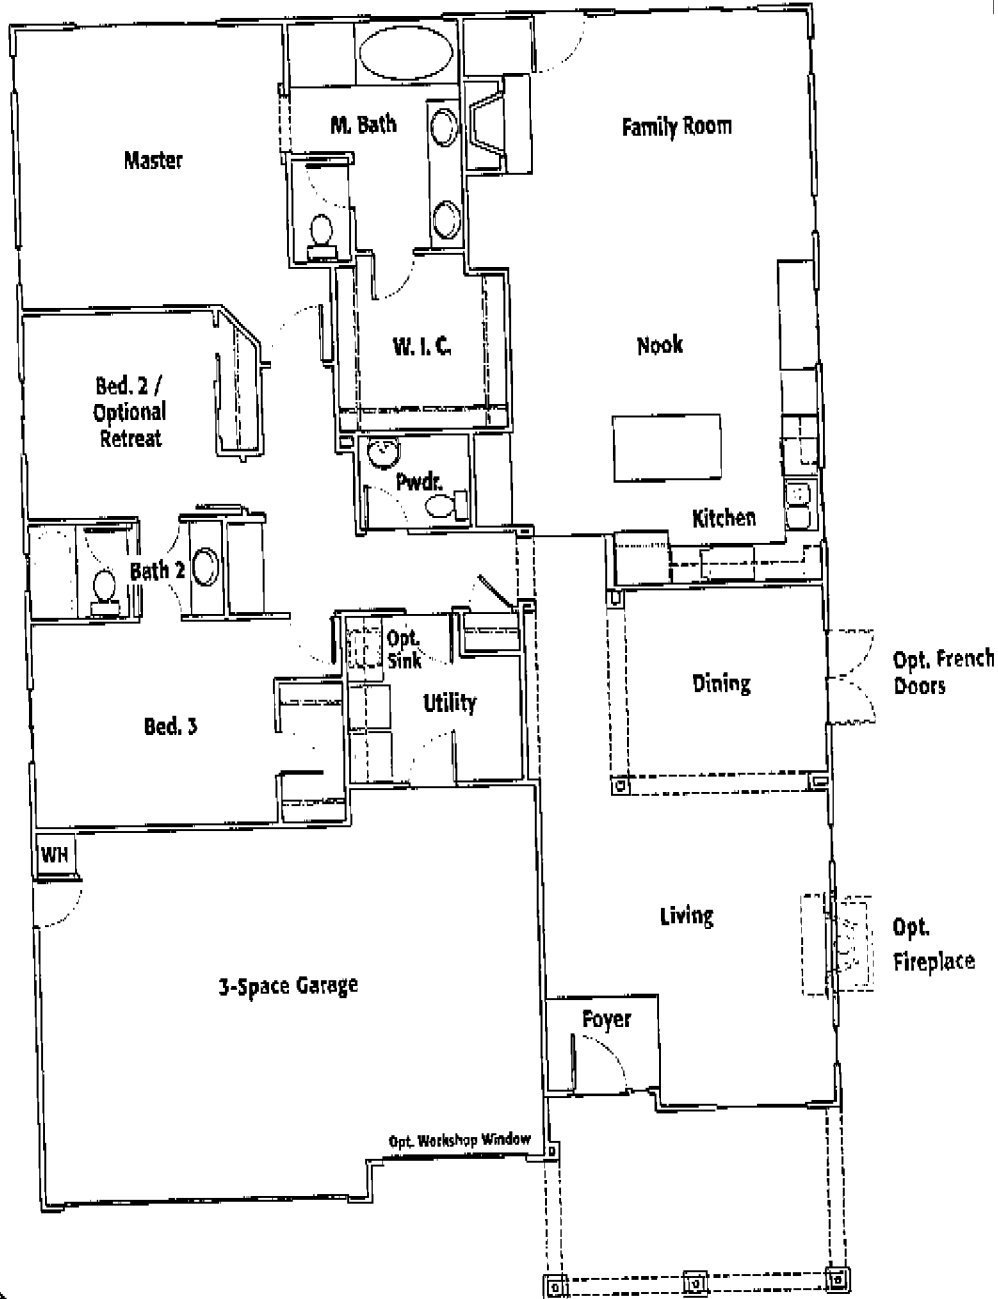 Family Room
M. Bath
Master
Nook
W. I. C.
Bed. 2 /
Optional
Retreat
Pwdr.
Kitchen
Bath 2
Opt.
Sink
Opt. French
Doors
Dining
Utility
Bed. 3
WH
Living
Opt.
Fireplace
3-Space Garage
Foyer
Opt. Workshop Window